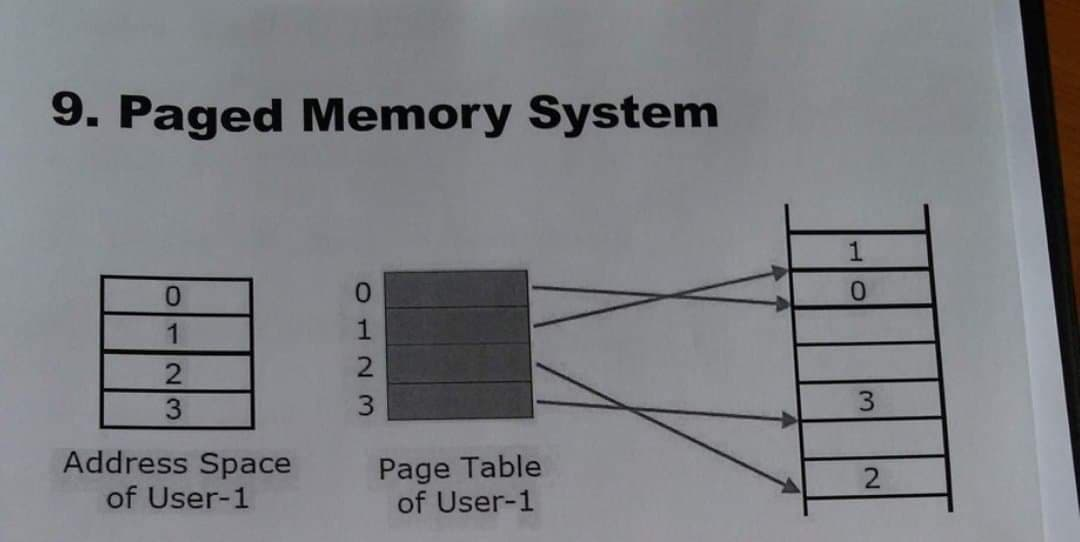 9. Paged Memory System
0
1
2
3
Address Space
of User-1
0
1
2
3
Page Table
of User-1
1
0
3
2